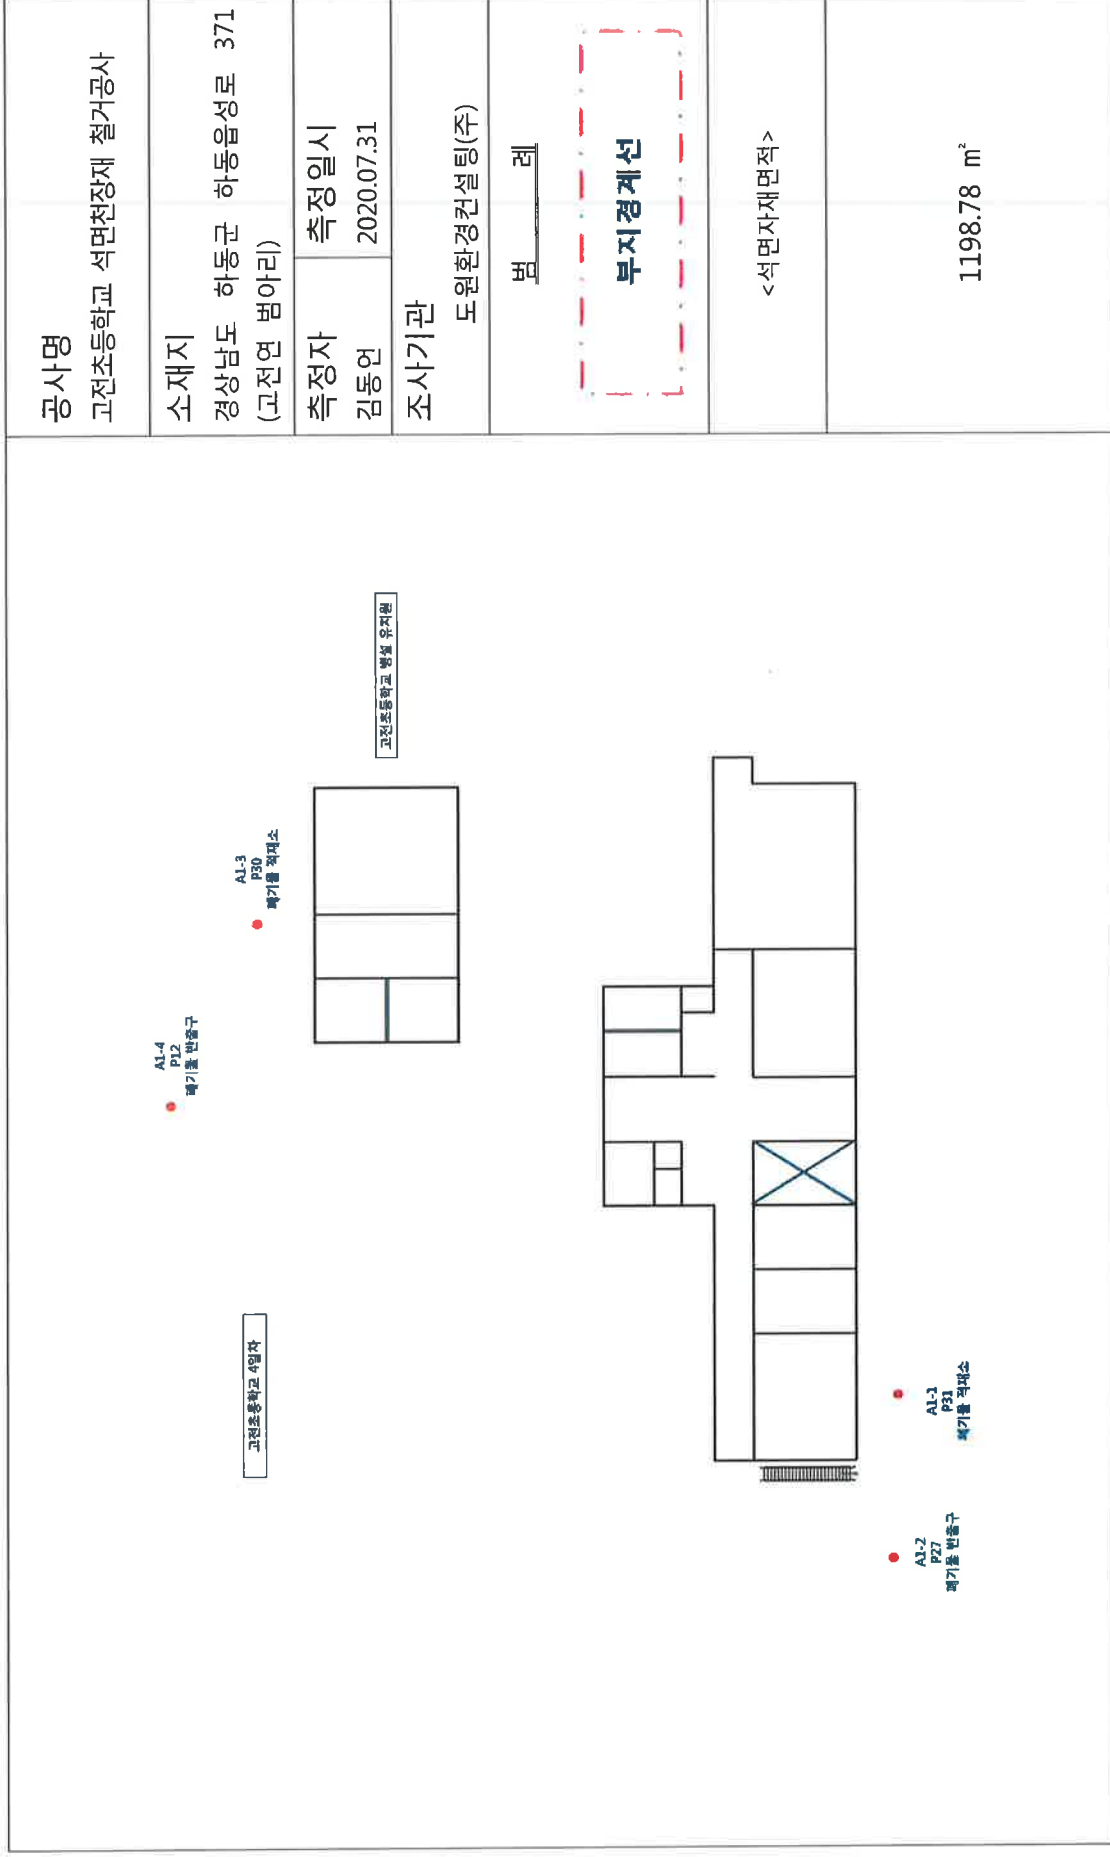 공사명
고전초등학교 석면천장재 철거공사
소재지
경상남도 하동군 하동읍성로 371
(고전연 범아리)
측정자
김동언
측정일시
2020.07.31
조사기관
도원환경컨설팅(주)
범 례
부지경계선
<석면자재면적>
1198.78 ㎡
고전초등학교 4일차
A1-4
P12
폐기물 반출구
A1-3
P30
폐기물 적재소
고전초등학교 병설 유치원
A1-2
P27
폐기물 반출구
A1-1
P31
폐기물 적재소